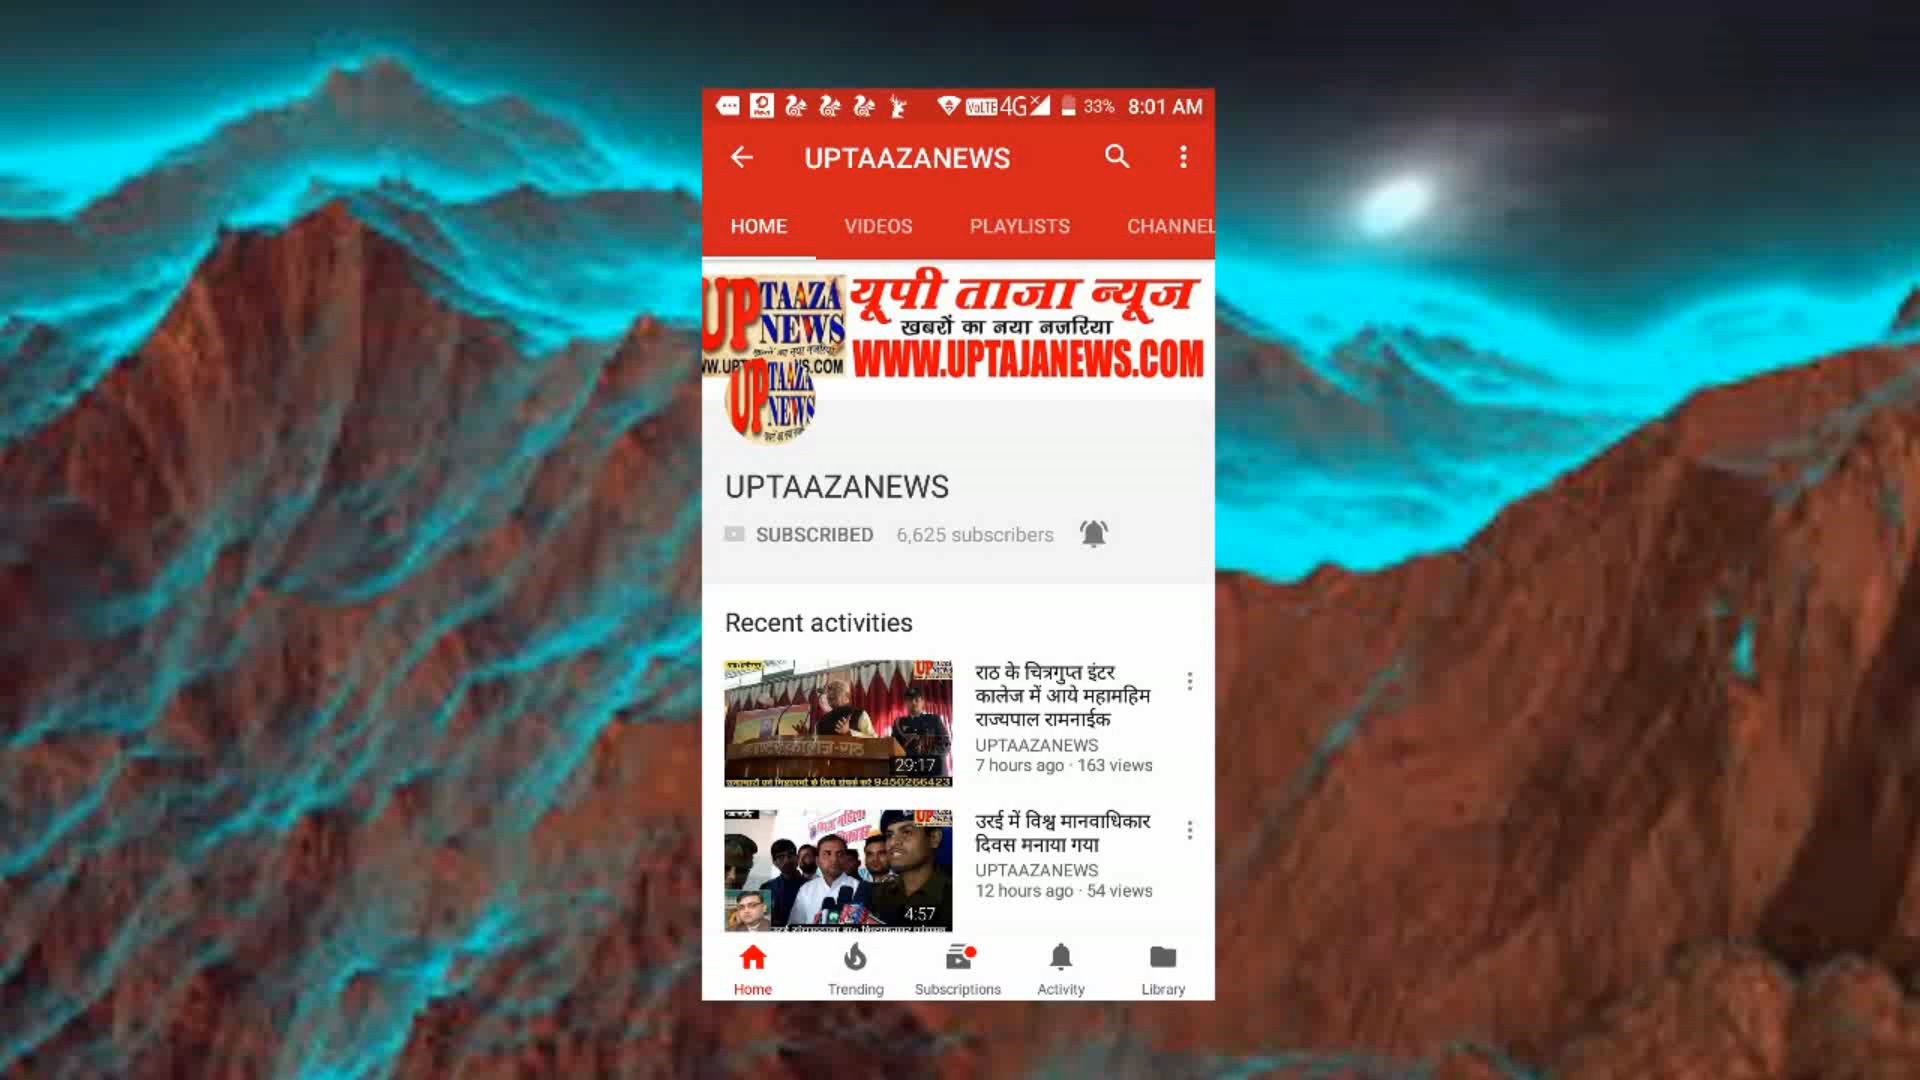 VoLTE 4G 33% 8:01 AM
UPTAAZANEWS
HOME VIDEOS PLAYLISTS CHANNEL
UP TAAZA NEWS
यूपी ताजा न्यूज
खबरों का नया नजरिया
WWW.UPTAJANEWS.COM
UP TAAZA NEWS
UPTAAZANEWS
SUBSCRIBED 6,625 subscribers
Recent activities
राठ के चित्रगुप्त इंटर
कालेज में आये महामहिम
राज्यपाल रामनाईक
UPTAAZANEWS
7 hours ago · 163 views
29:17
9450266423
उरई में विश्व मानवाधिकार
दिवस मनाया गया
UPTAAZANEWS
12 hours ago · 54 views
4:57
Home Trending Subscriptions Activity Library